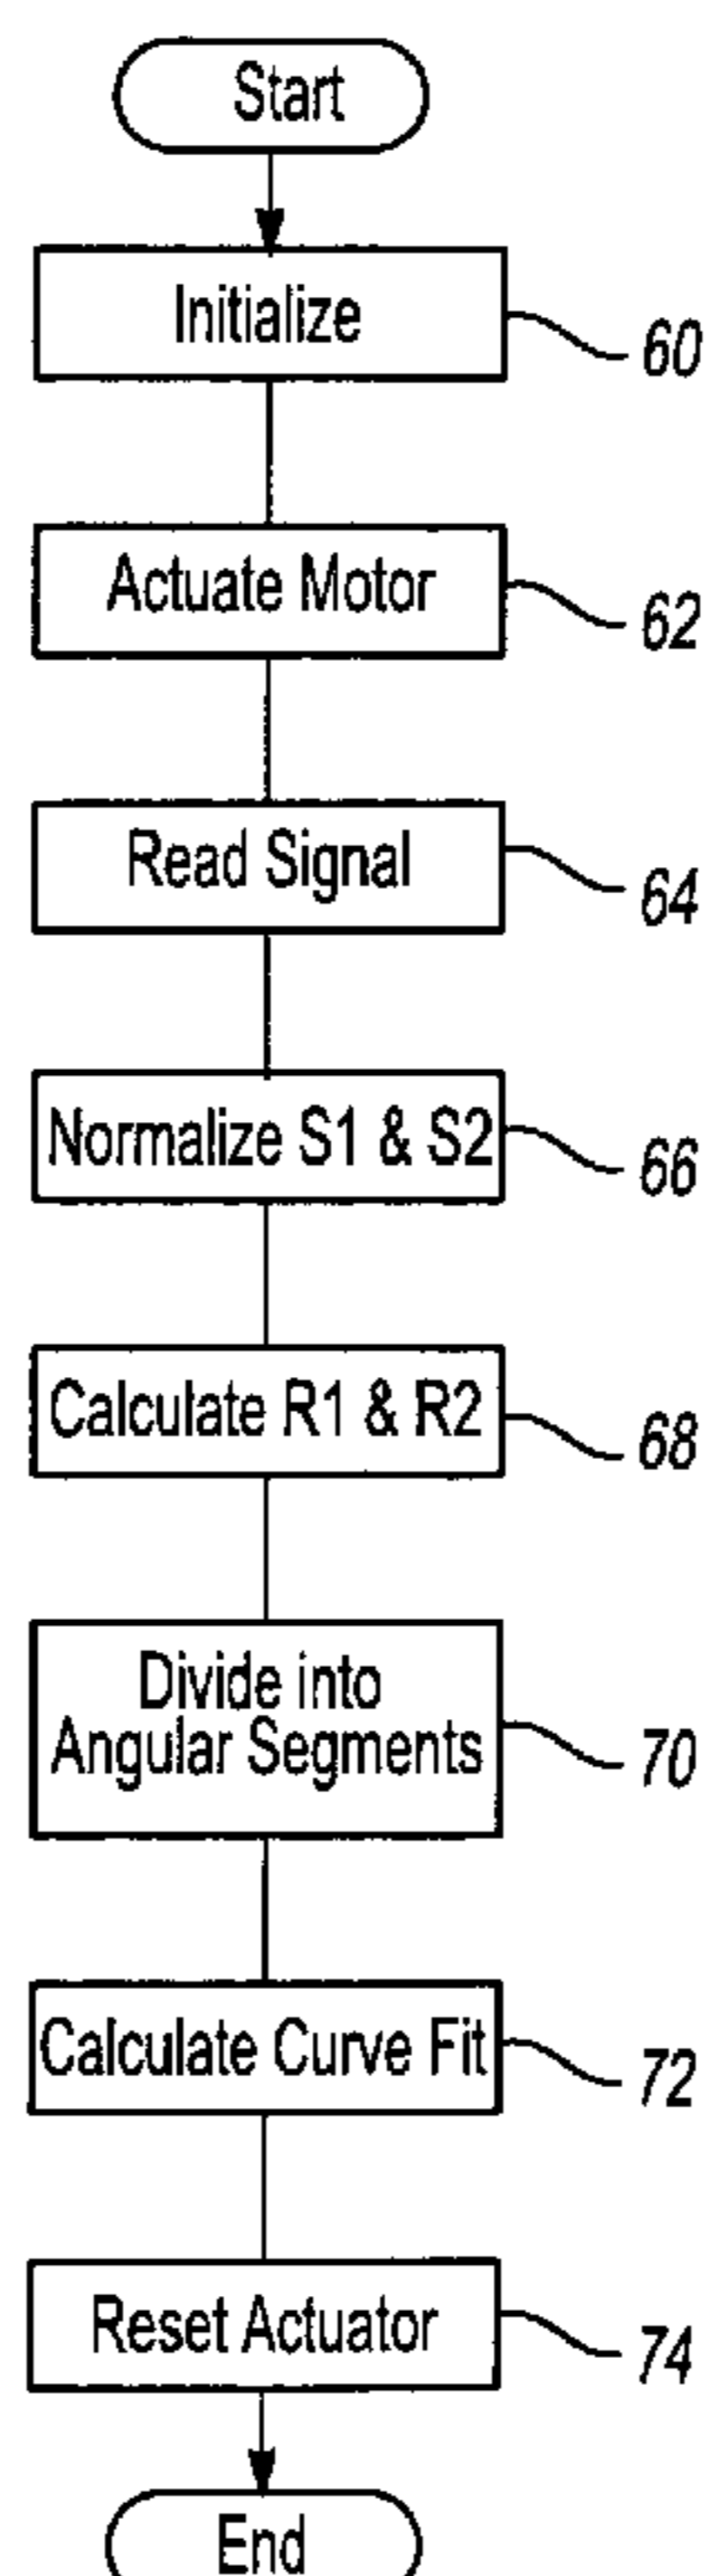 Start
Initialize
60
Actuate Motor
62
Read Signal
64
Normalize S1 & S2
66
Calculate R1 & R2
68
Divide into
Angular Segments
70
Calculate Curve Fit
72
Reset Actuator
74
End